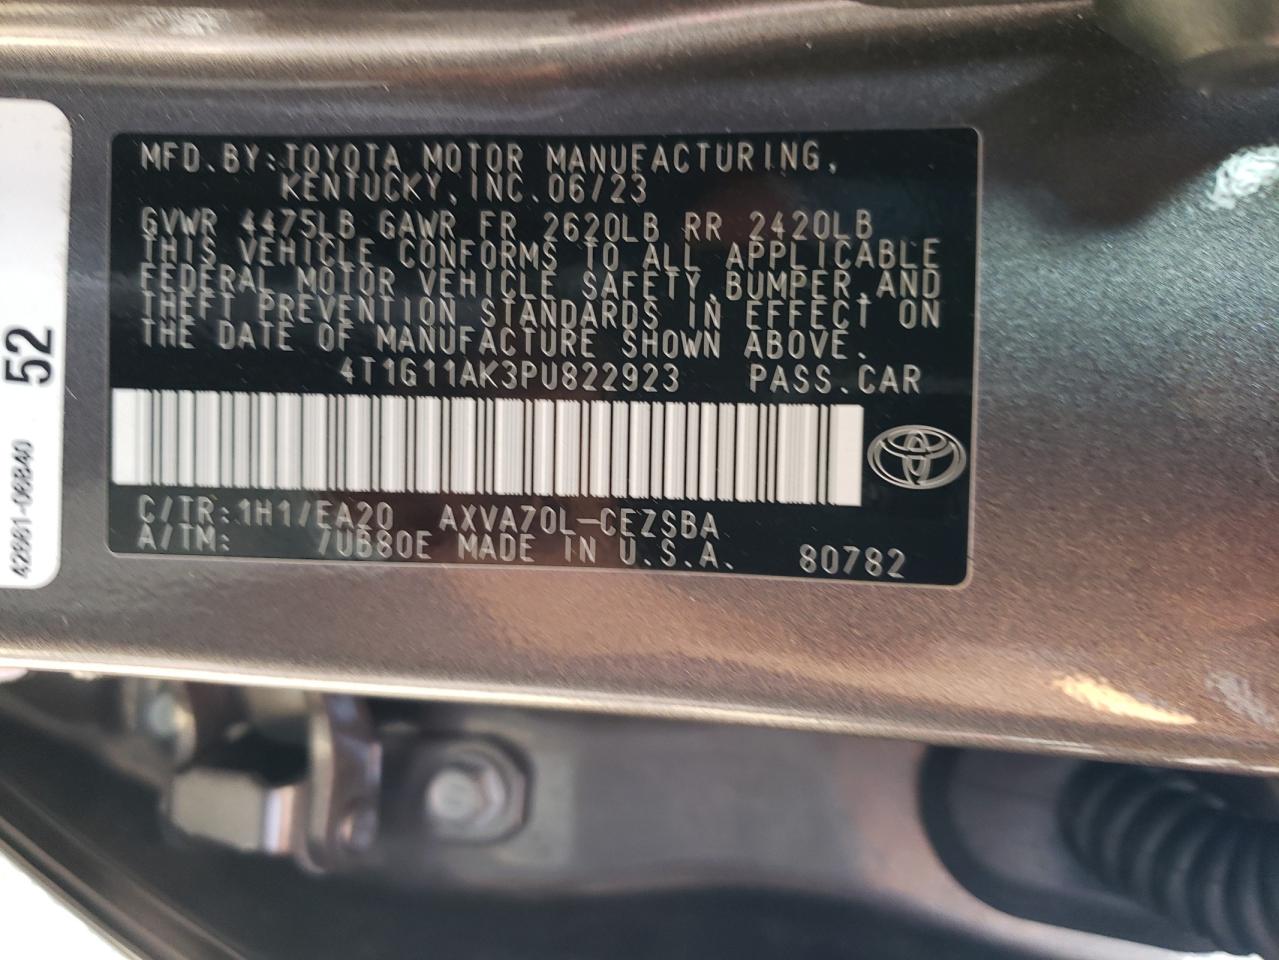 MFD.BY:TOYOTA MOTOR MANUFACTURING,
KENTUCKY,INC.06/23
GVWR 4475LB GAWR FR 2620LB RR 2420LB
THIS VEHICLE CONFORMS TO ALL APPLICABLE
FEDERAL MOTOR VEHICLE SAFETY,BUMPER,AND
THEFT PREVENTION STANDARDS IN EFFECT ON
THE DATE OF MANUFACTURE SHOWN ABOVE.
4T1G11AK3PU822923 PASS.CAR
C/TR:1H1/EA20 AXVA70L-CEZSBA
A/TM: /UB80E MADE IN U.S.A. 80782
52